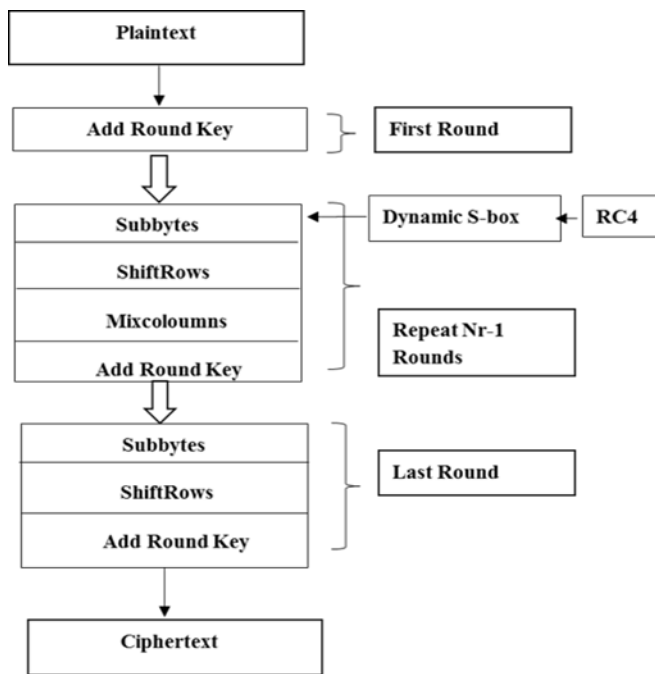 Plaintext
Add Round Key
First Round
Subbytes
Dynamic S-box
RC4
ShiftRows
Mixcoloumns
Repeat Nr-1
Rounds
Add Round Key
Subbytes
ShiftRows
Last Round
Add Round Key
Ciphertext